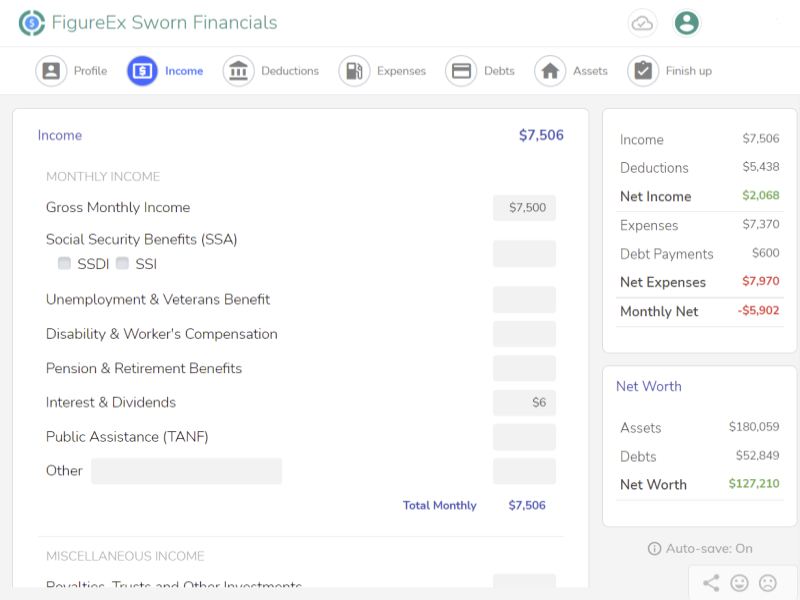 FigureEx Sworn Financials
Profile Income Deductions Expenses Debts Assets Finish up
Income $7,506
MONTHLY INCOME
Gross Monthly Income $7,500
Social Security Benefits (SSA)
SSDI SSI
Unemployment & Veterans Benefit
Disability & Worker's Compensation
Pension & Retirement Benefits
Interest & Dividends $6
Public Assistance (TANF)
Other
Total Monthly $7,506
MISCELLANEOUS INCOME
Royalties, Trusts and Other Investments
Income $7,506
Deductions $5,438
Net Income $2,068
Expenses $7,370
Debt Payments $600
Net Expenses $7,970
Monthly Net -$5,902
Net Worth
Assets $180,059
Debts $52,849
Net Worth $127,210
Auto-save: On